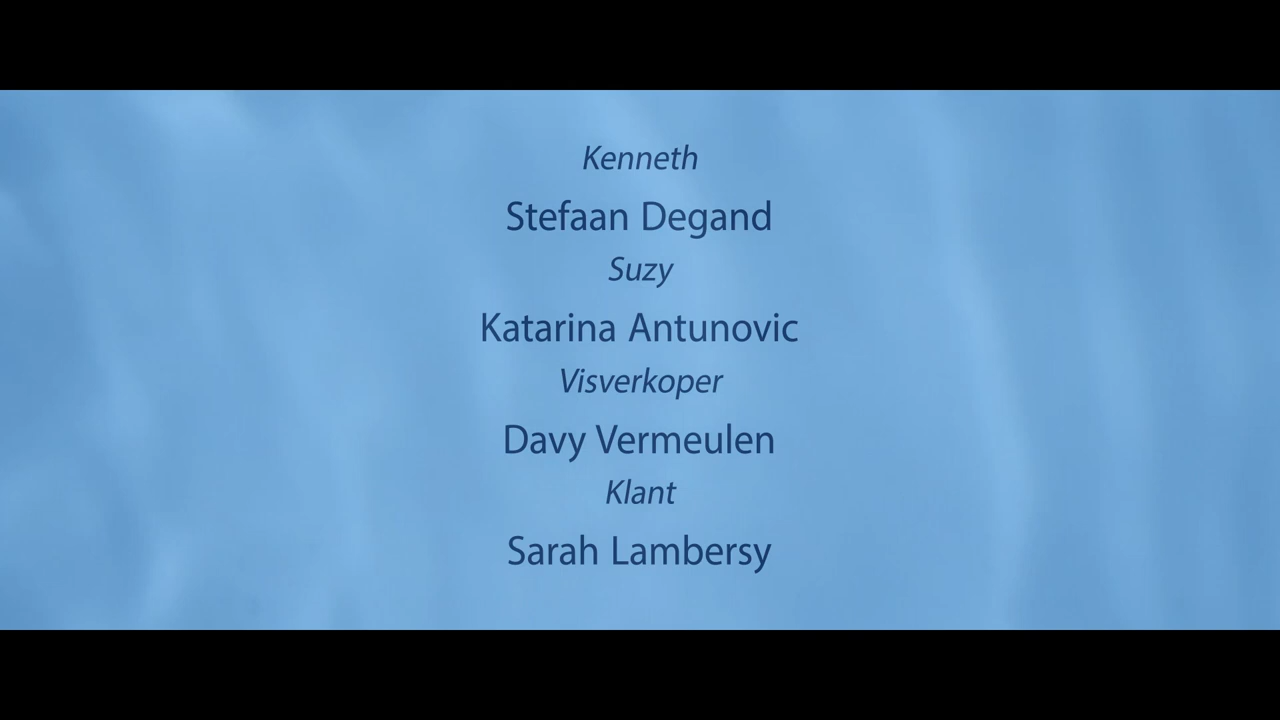 Kenneth
Stefaan Degand
Suzy
Katarina Antunovic
Visverkoper
Davy Vermeulen
Klant
Sarah Lambersy